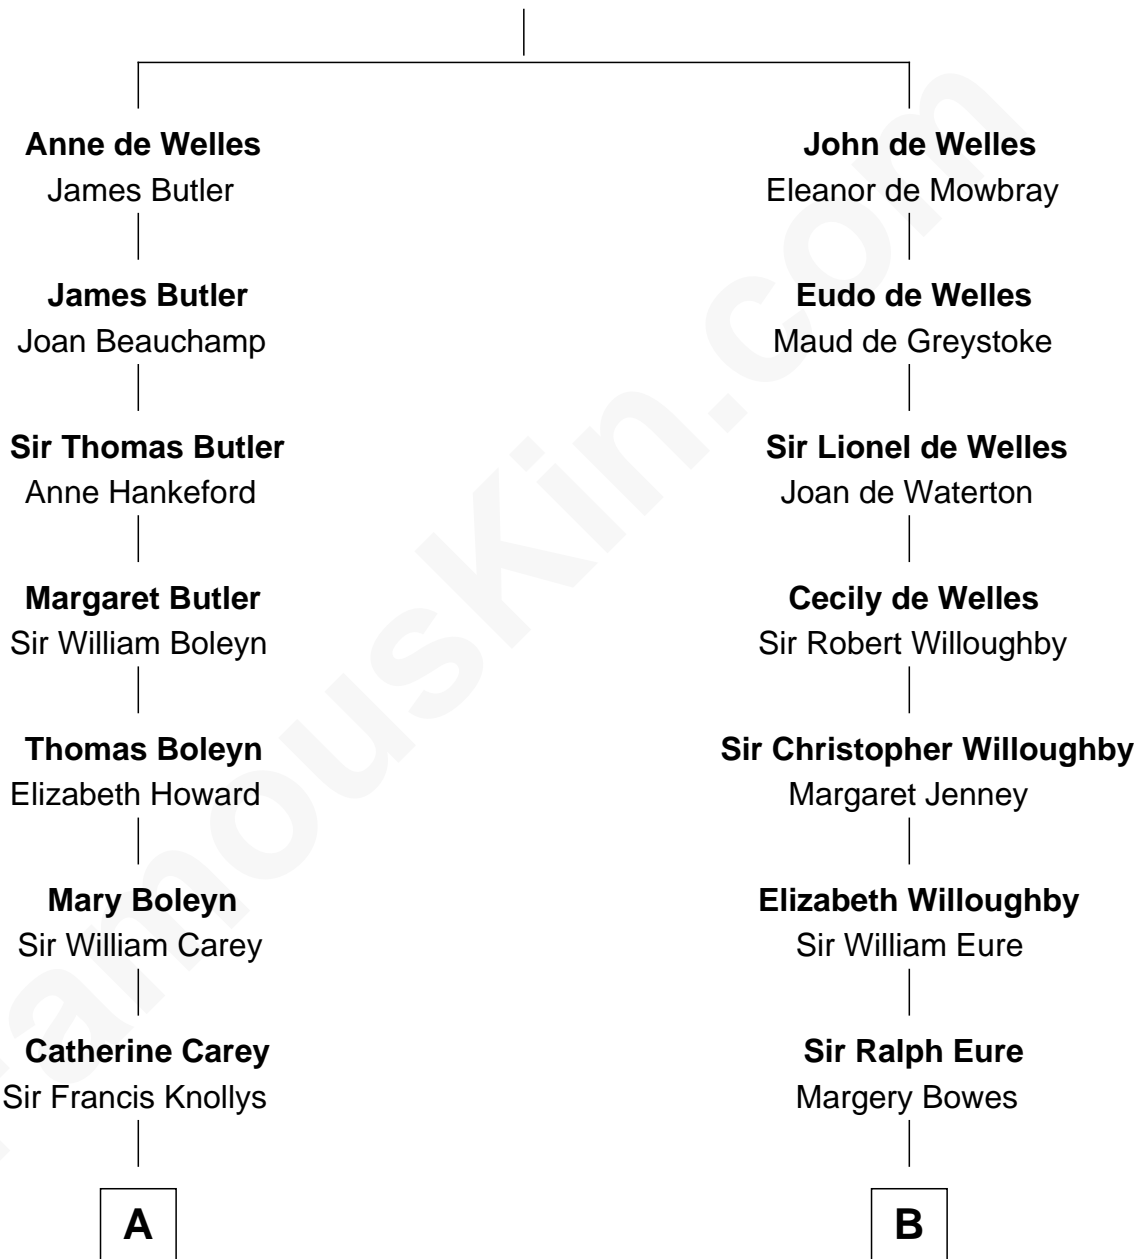 Anne de Welles
James Butler
James Butler
Joan Beauchamp
Sir Thomas Butler
Anne Hankeford
Margaret Butler
Sir William Boleyn
Thomas Boleyn
Elizabeth Howard
Mary Boleyn
Sir William Carey
Catherine Carey
Sir Francis Knollys
A
John de Welles
Eleanor de Mowbray
Eudo de Welles
Maud de Greystoke
Sir Lionel de Welles
Joan de Waterton
Cecily de Welles
Sir Robert Willoughby
Sir Christopher Willoughby
Margaret Jenney
Elizabeth Willoughby
Sir William Eure
Sir Ralph Eure
Margery Bowes
B
FamousKin.com